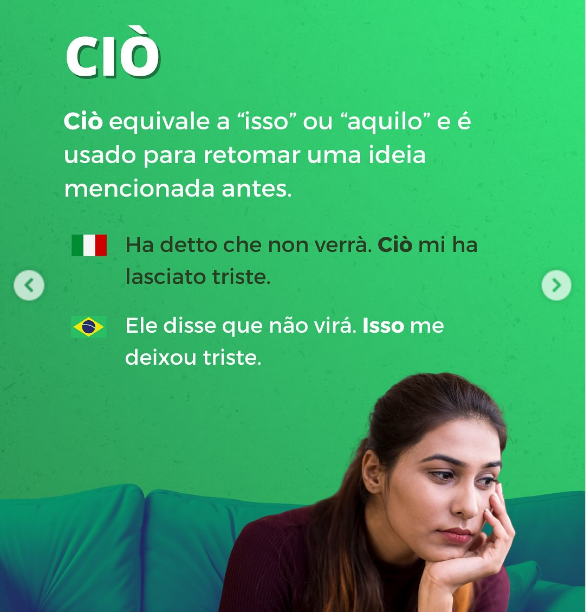 CIÒ
Ciò equivale a “isso” ou “aquilo” e é
usado para retomar uma ideia
mencionada antes.
Ha detto che non verrà. Ciò mi ha
lasciato triste.
Ele disse que não virá. Isso me
deixou triste.